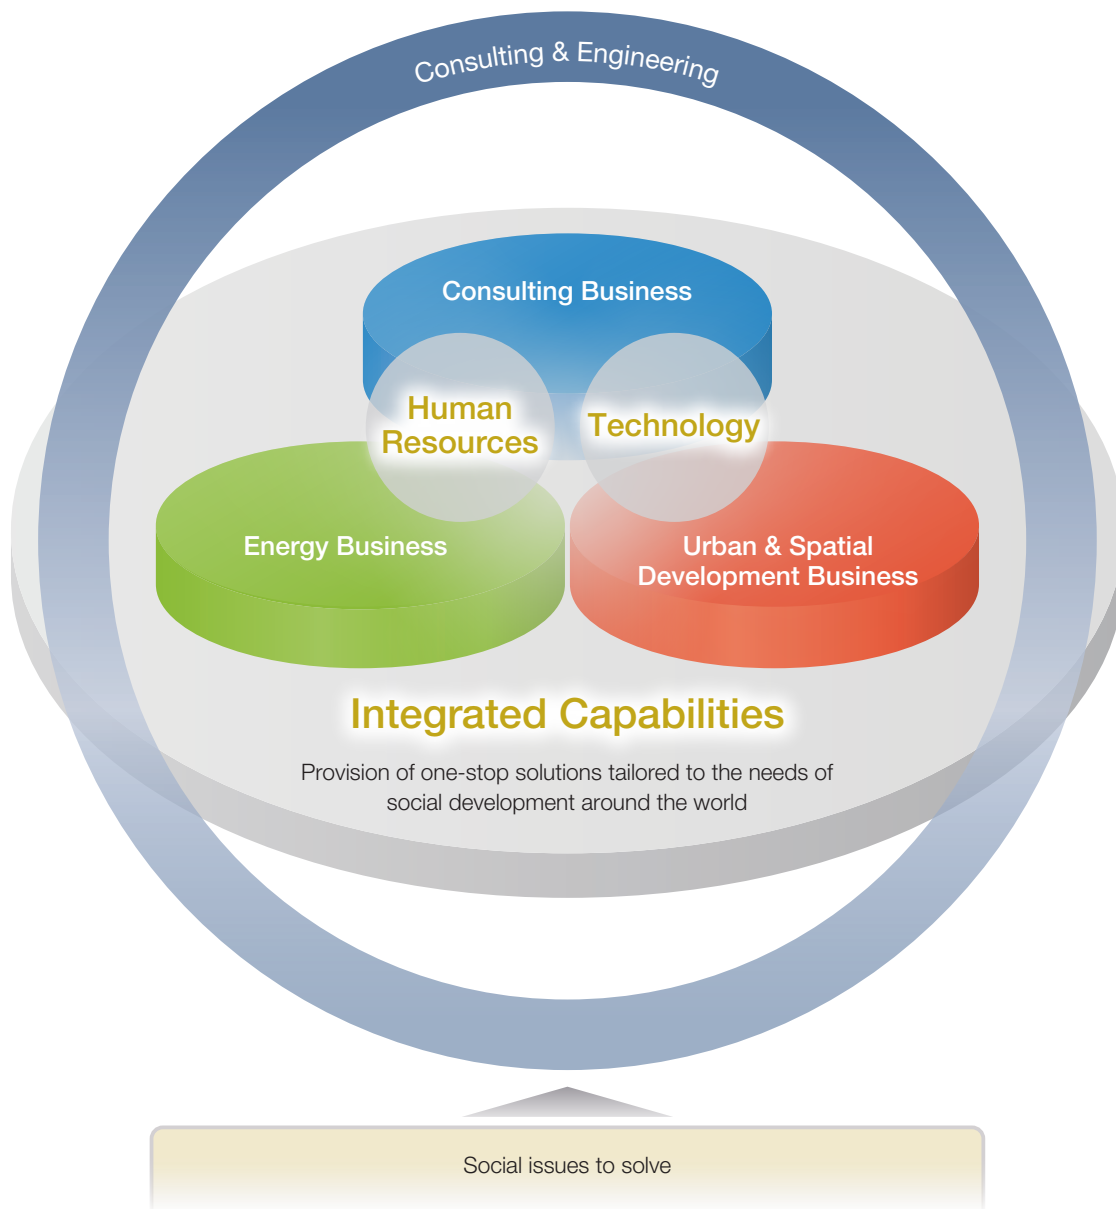 Consulting & Engineering
Consulting Business
Human
Resources
Technology
Energy Business
Urban & Spatial
Development Business
Integrated Capabilities
Provision of one-stop solutions tailored to the needs of
social development around the world
Social issues to solve